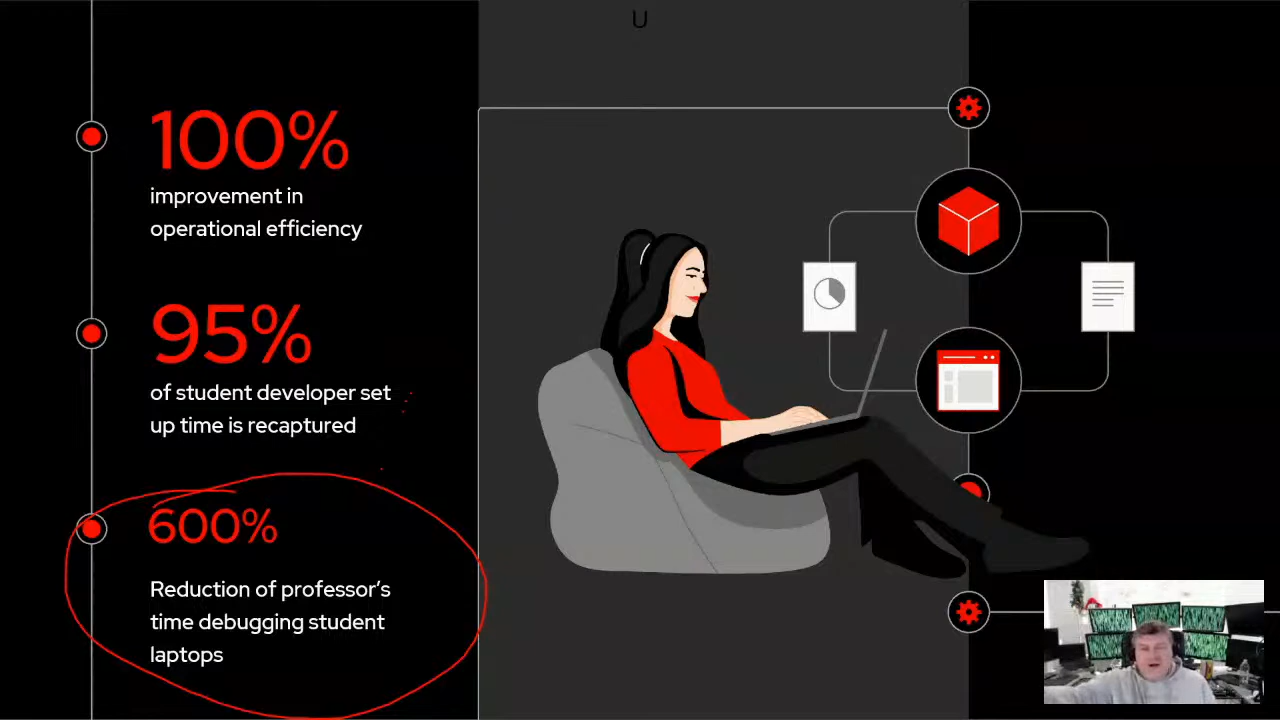 U
100%
improvement in
operational efficiency
95%
of student developer set
up time is recaptured
600%
Reduction of professor’s
time debugging student
laptops